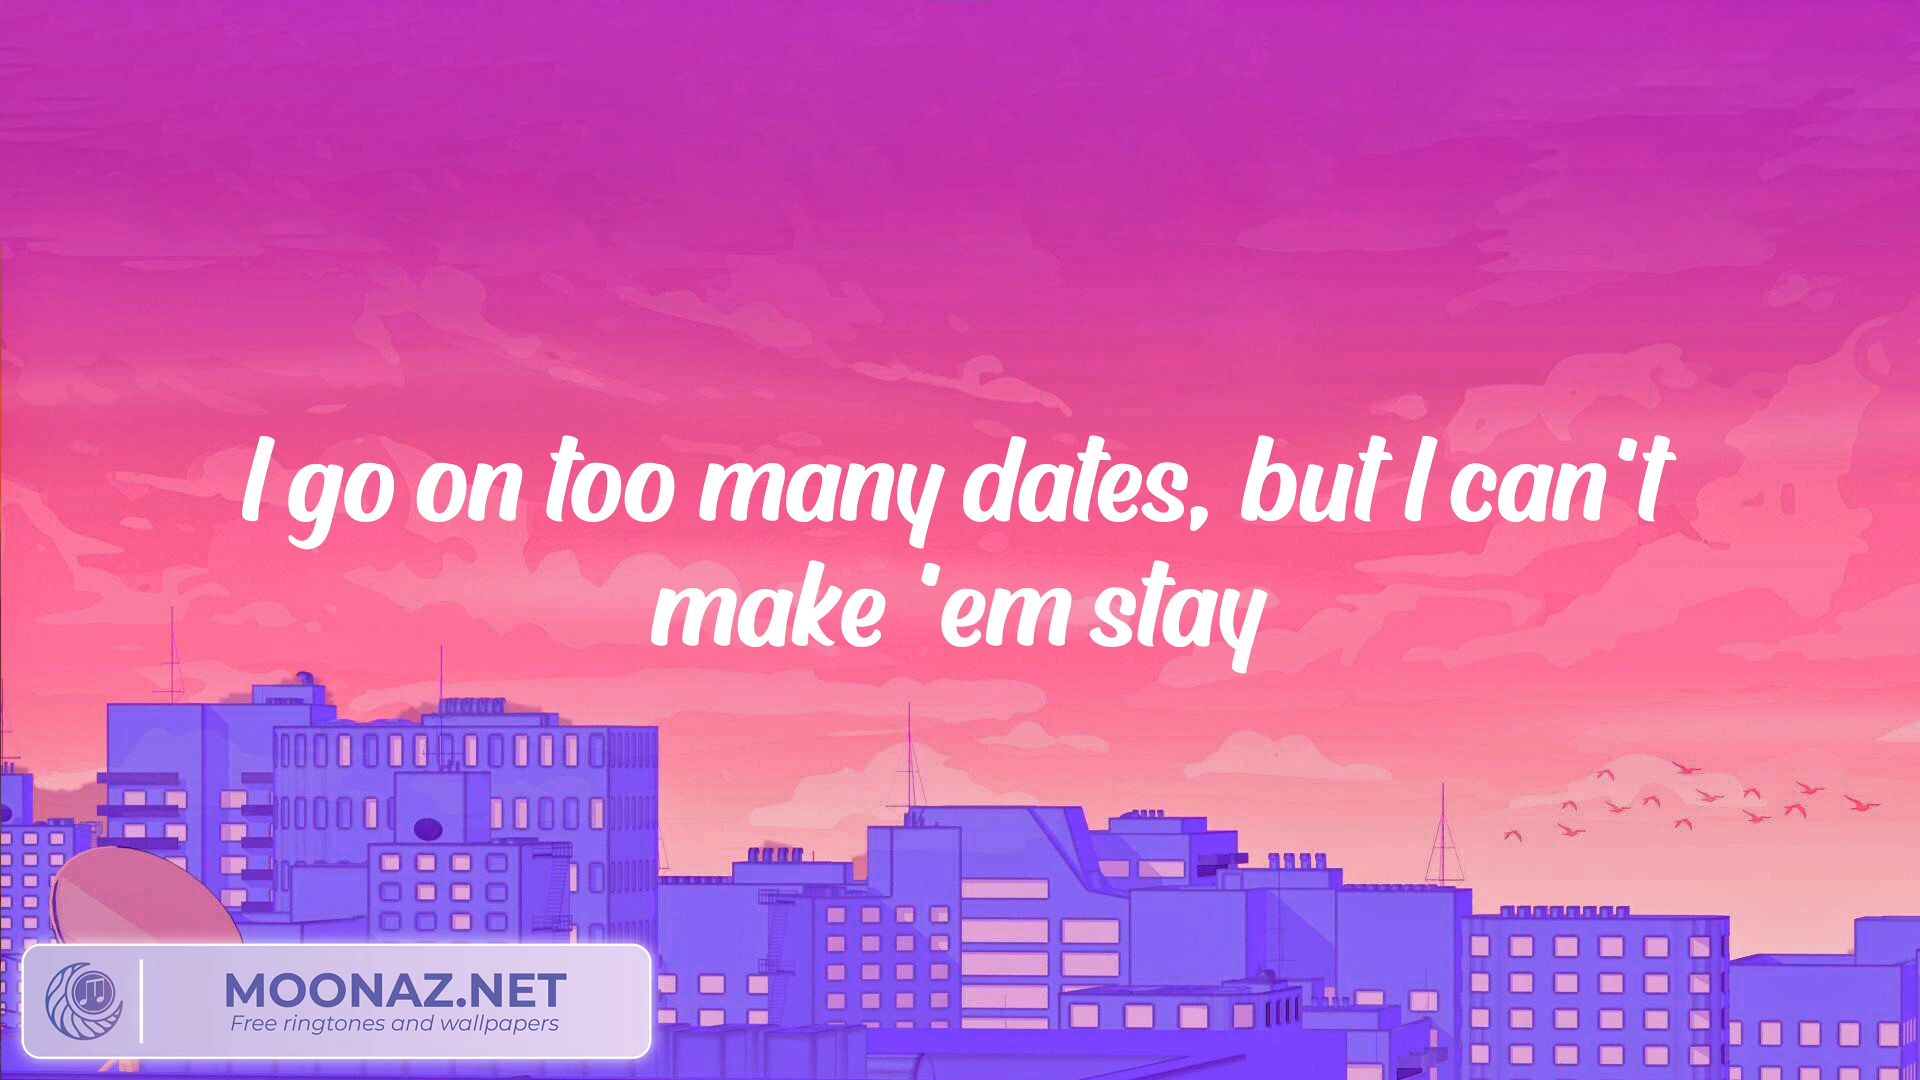 I go on too many dates, but I can't
make 'em stay
MOONAZ.NET
Free ringtones and wallpapers